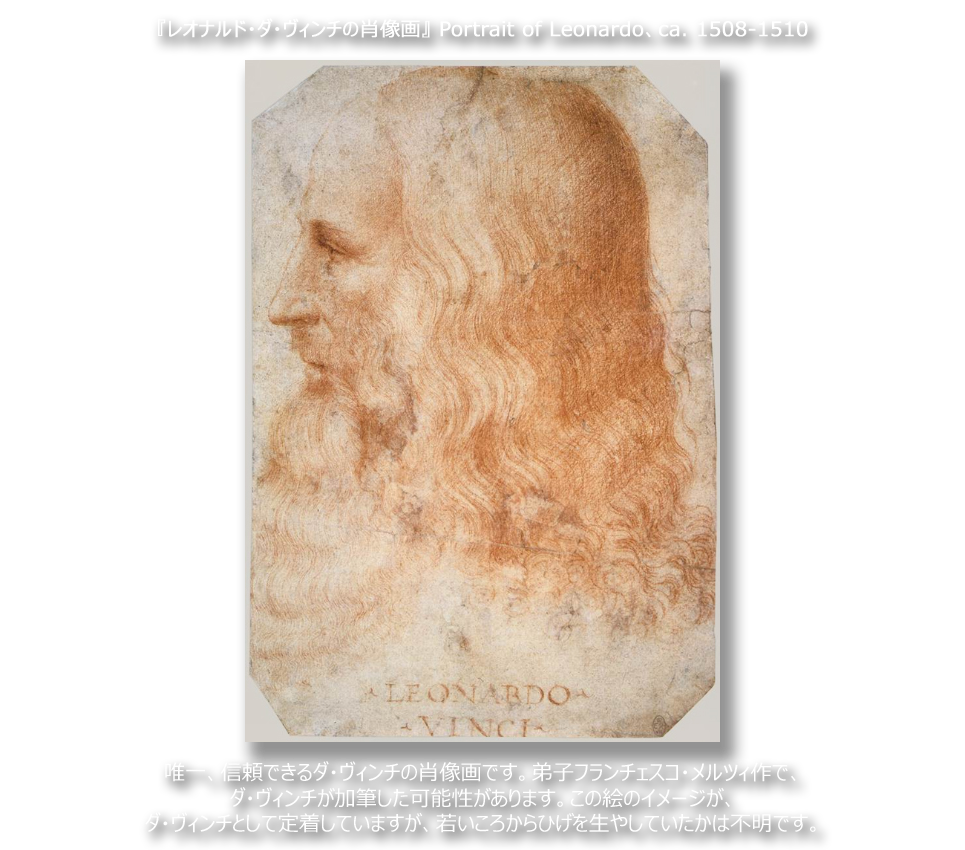 『レオナルド・ダ・ヴィンチの肖像画』 Portrait of Leonardo、ca. 1508-1510
LEONARDO
VINCI
唯一、信頼できるダ・ヴィンチの肖像画です。弟子フランチェスコ・メルツィ作で、
ダ・ヴィンチが加筆した可能性があります。この絵のイメージが、
ダ・ヴィンチとして定着していますが、若いころからひげを生やしていたかは不明です。